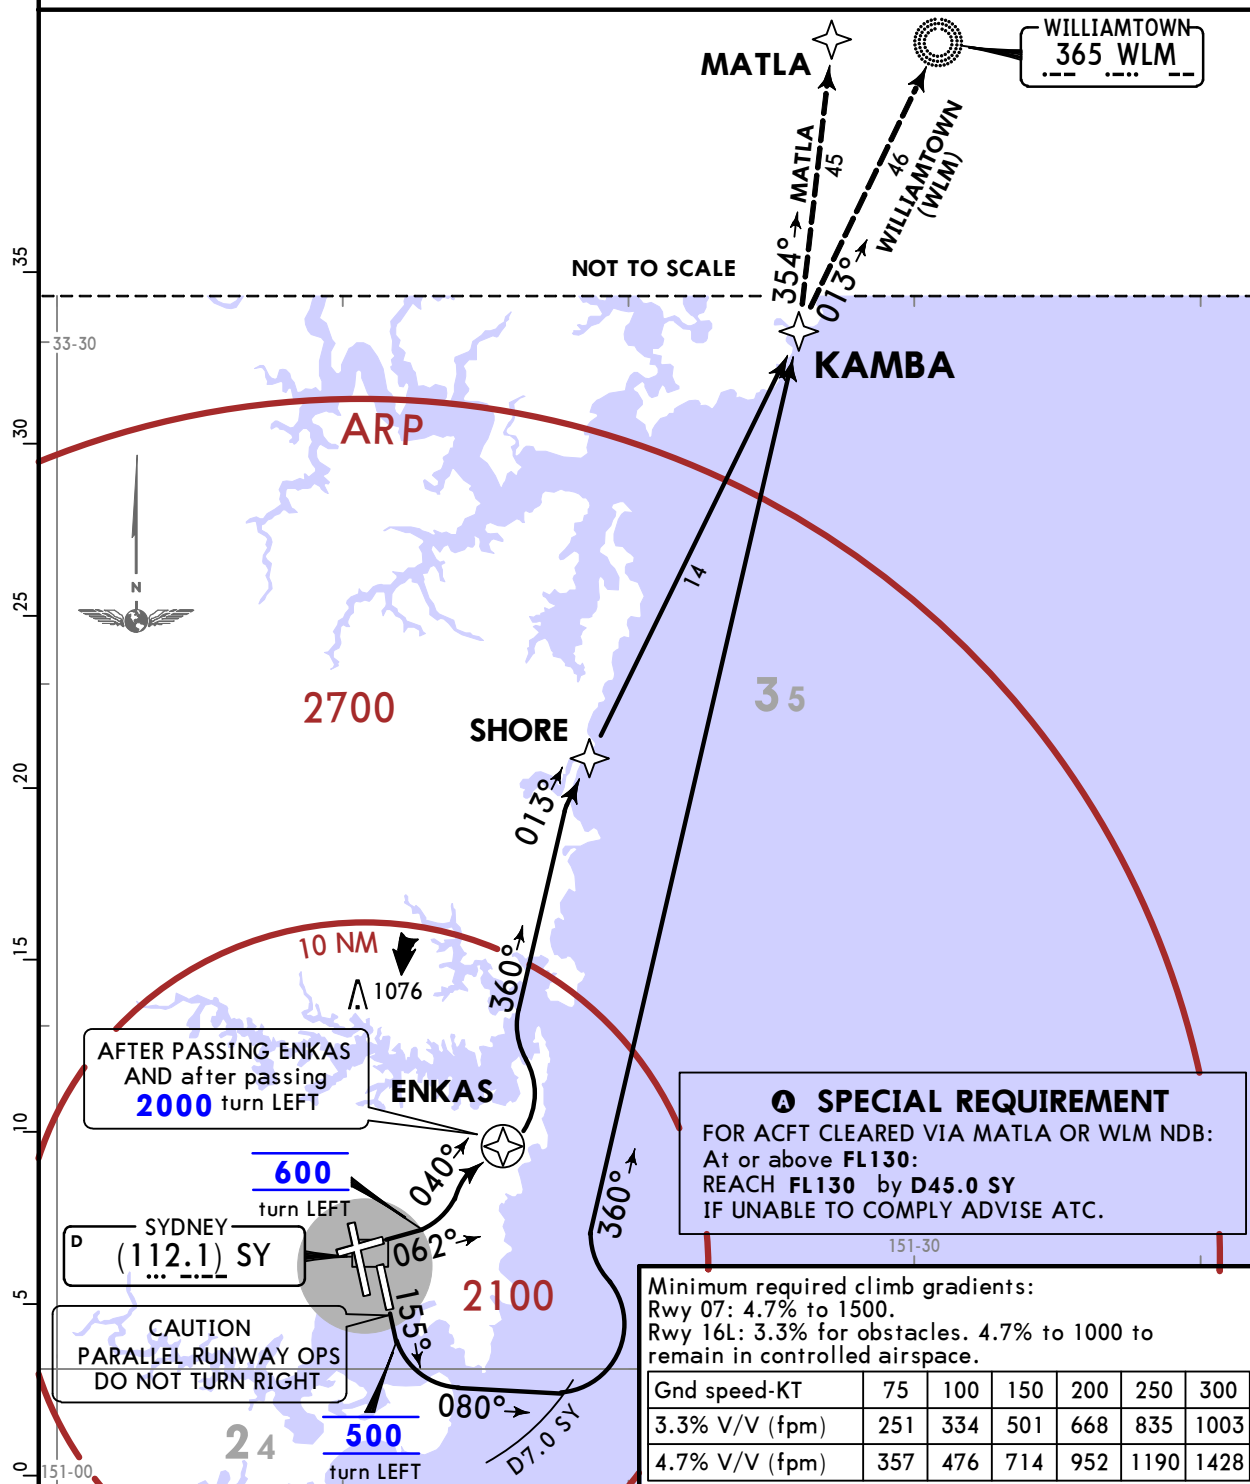 WILLIAMTOWN
365 WLM
MATLA
MATLA
45
46
WILLIAMTOWN
(WLM)
354°
013°
NOT TO SCALE
35
33-30
KAMBA
ARP
30
N
14
25
2700
35
SHORE
20
013°
15
10 NM
1076
360°
AFTER PASSING ENKAS
AND after passing
2000 turn LEFT
ENKAS
A SPECIAL REQUIREMENT
FOR ACFT CLEARED VIA MATLA OR WLM NDB:
At or above FL130:
REACH FL130 by D45.0 SY
IF UNABLE TO COMPLY ADVISE ATC.
10
600
turn LEFT
040°
360°
SYDNEY
D (112.1) SY
062°
151-30
2100
5
155°
CAUTION
PARALLEL RUNWAY OPS
DO NOT TURN RIGHT
080°
D7.0 SY
24
500
turn LEFT
0
151-00
Minimum required climb gradients:
Rwy 07: 4.7% to 1500.
Rwy 16L: 3.3% for obstacles. 4.7% to 1000 to
remain in controlled airspace.
Gnd speed-KT 75 100 150 200 250 300
3.3% V/V (fpm) 251 334 501 668 835 1003
4.7% V/V (fpm) 357 476 714 952 1190 1428